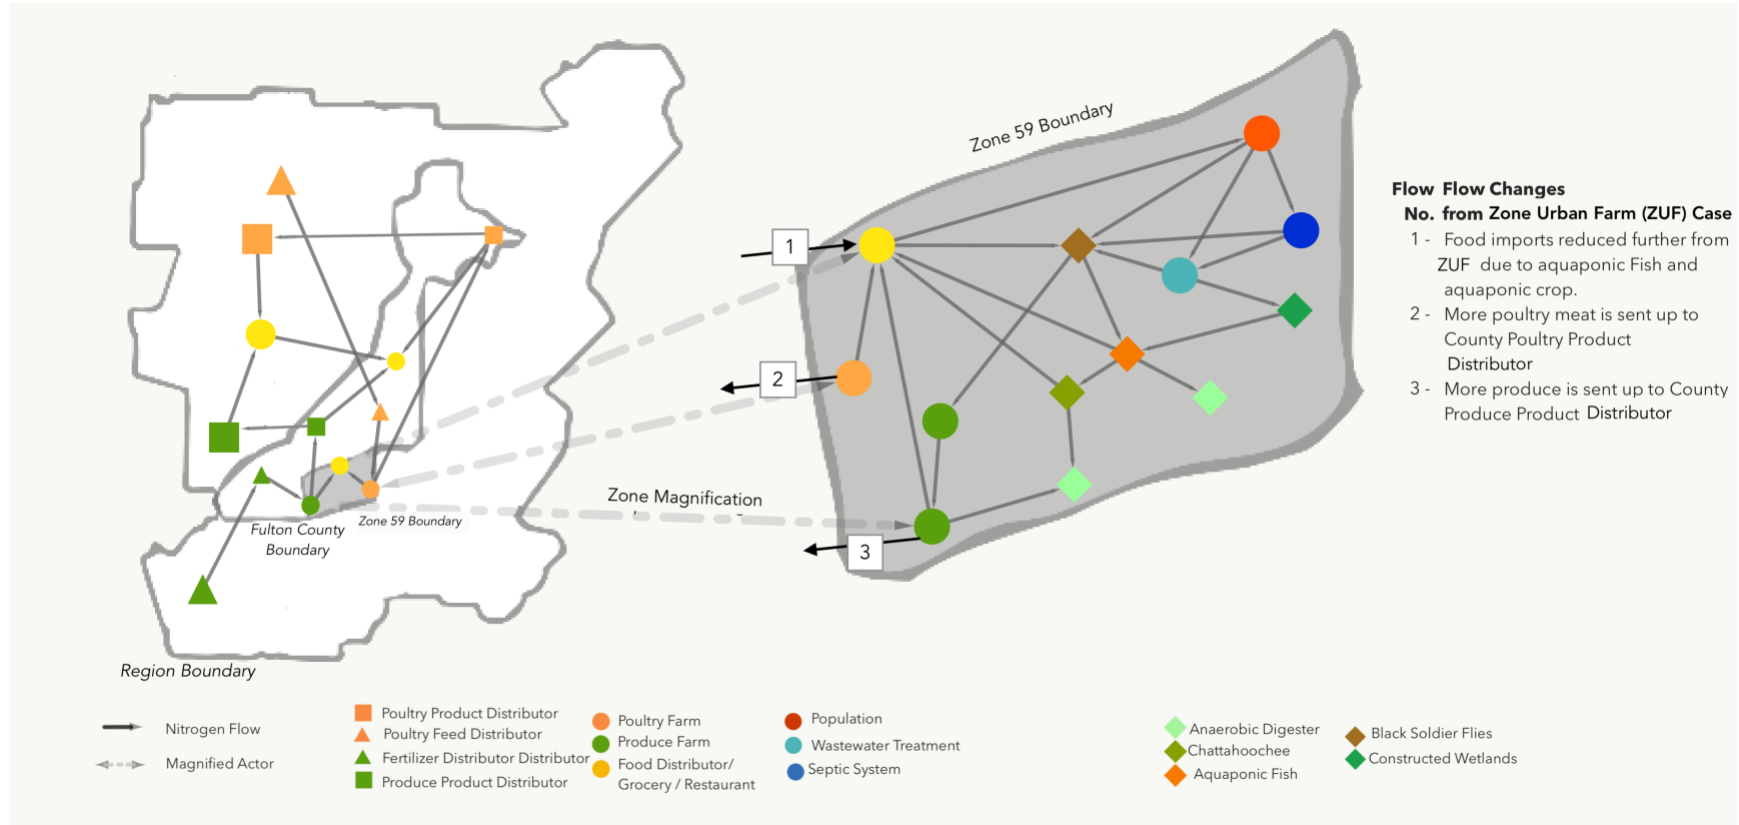 Zone 59 Boundary
1
2
3
Zone Magnification
Fulton County
Boundary
Zone 59 Boundary
Region Boundary
Flow Flow Changes
No. from Zone Urban Farm (ZUF) Case
1 - Food imports reduced further from
ZUF due to aquaponic Fish and
aquaponic crop.
2 - More poultry meat is sent up to
County Poultry Product
Distributor
3 - More produce is sent up to County
Produce Product Distributor
Nitrogen Flow
Magnified Actor
Poultry Product Distributor
Poultry Feed Distributor
Fertilizer Distributor Distributor
Produce Product Distributor
Poultry Farm
Produce Farm
Food Distributor/
Grocery / Restaurant
Population
Wastewater Treatment
Septic System
Anaerobic Digester
Chattahoochee
Aquaponic Fish
Black Soldier Flies
Constructed Wetlands